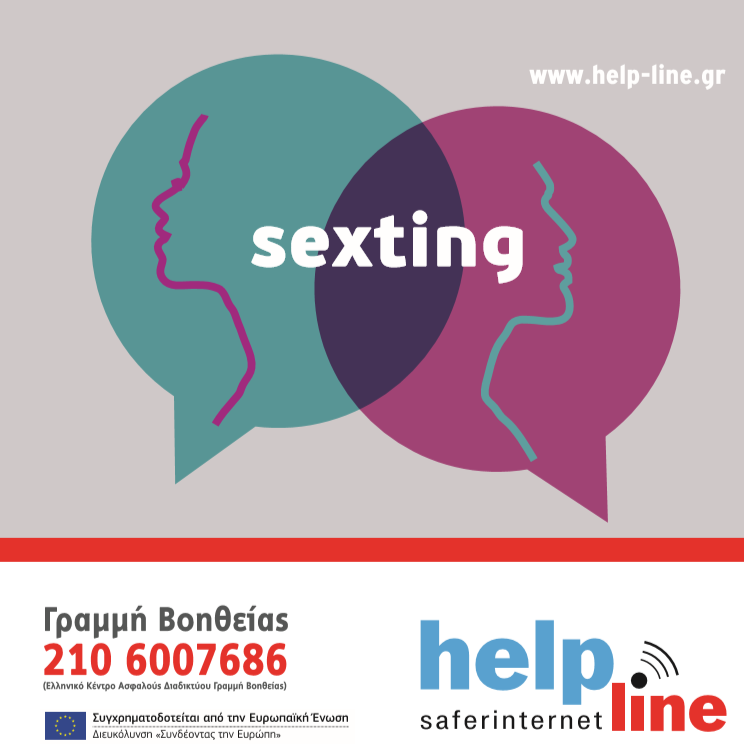 www.help-line.gr
sexting
Γραμμή Βοηθείας
210 6007686
(Ελληνικό Κέντρο Ασφαλούς Διαδικτύου Γραμμή Βοηθείας)
Συγχρηματοδοτείται από την Ευρωπαϊκή Ένωση
Διευκόλυνση «Συνδέοντας την Ευρώπη»
help
saferinternet line